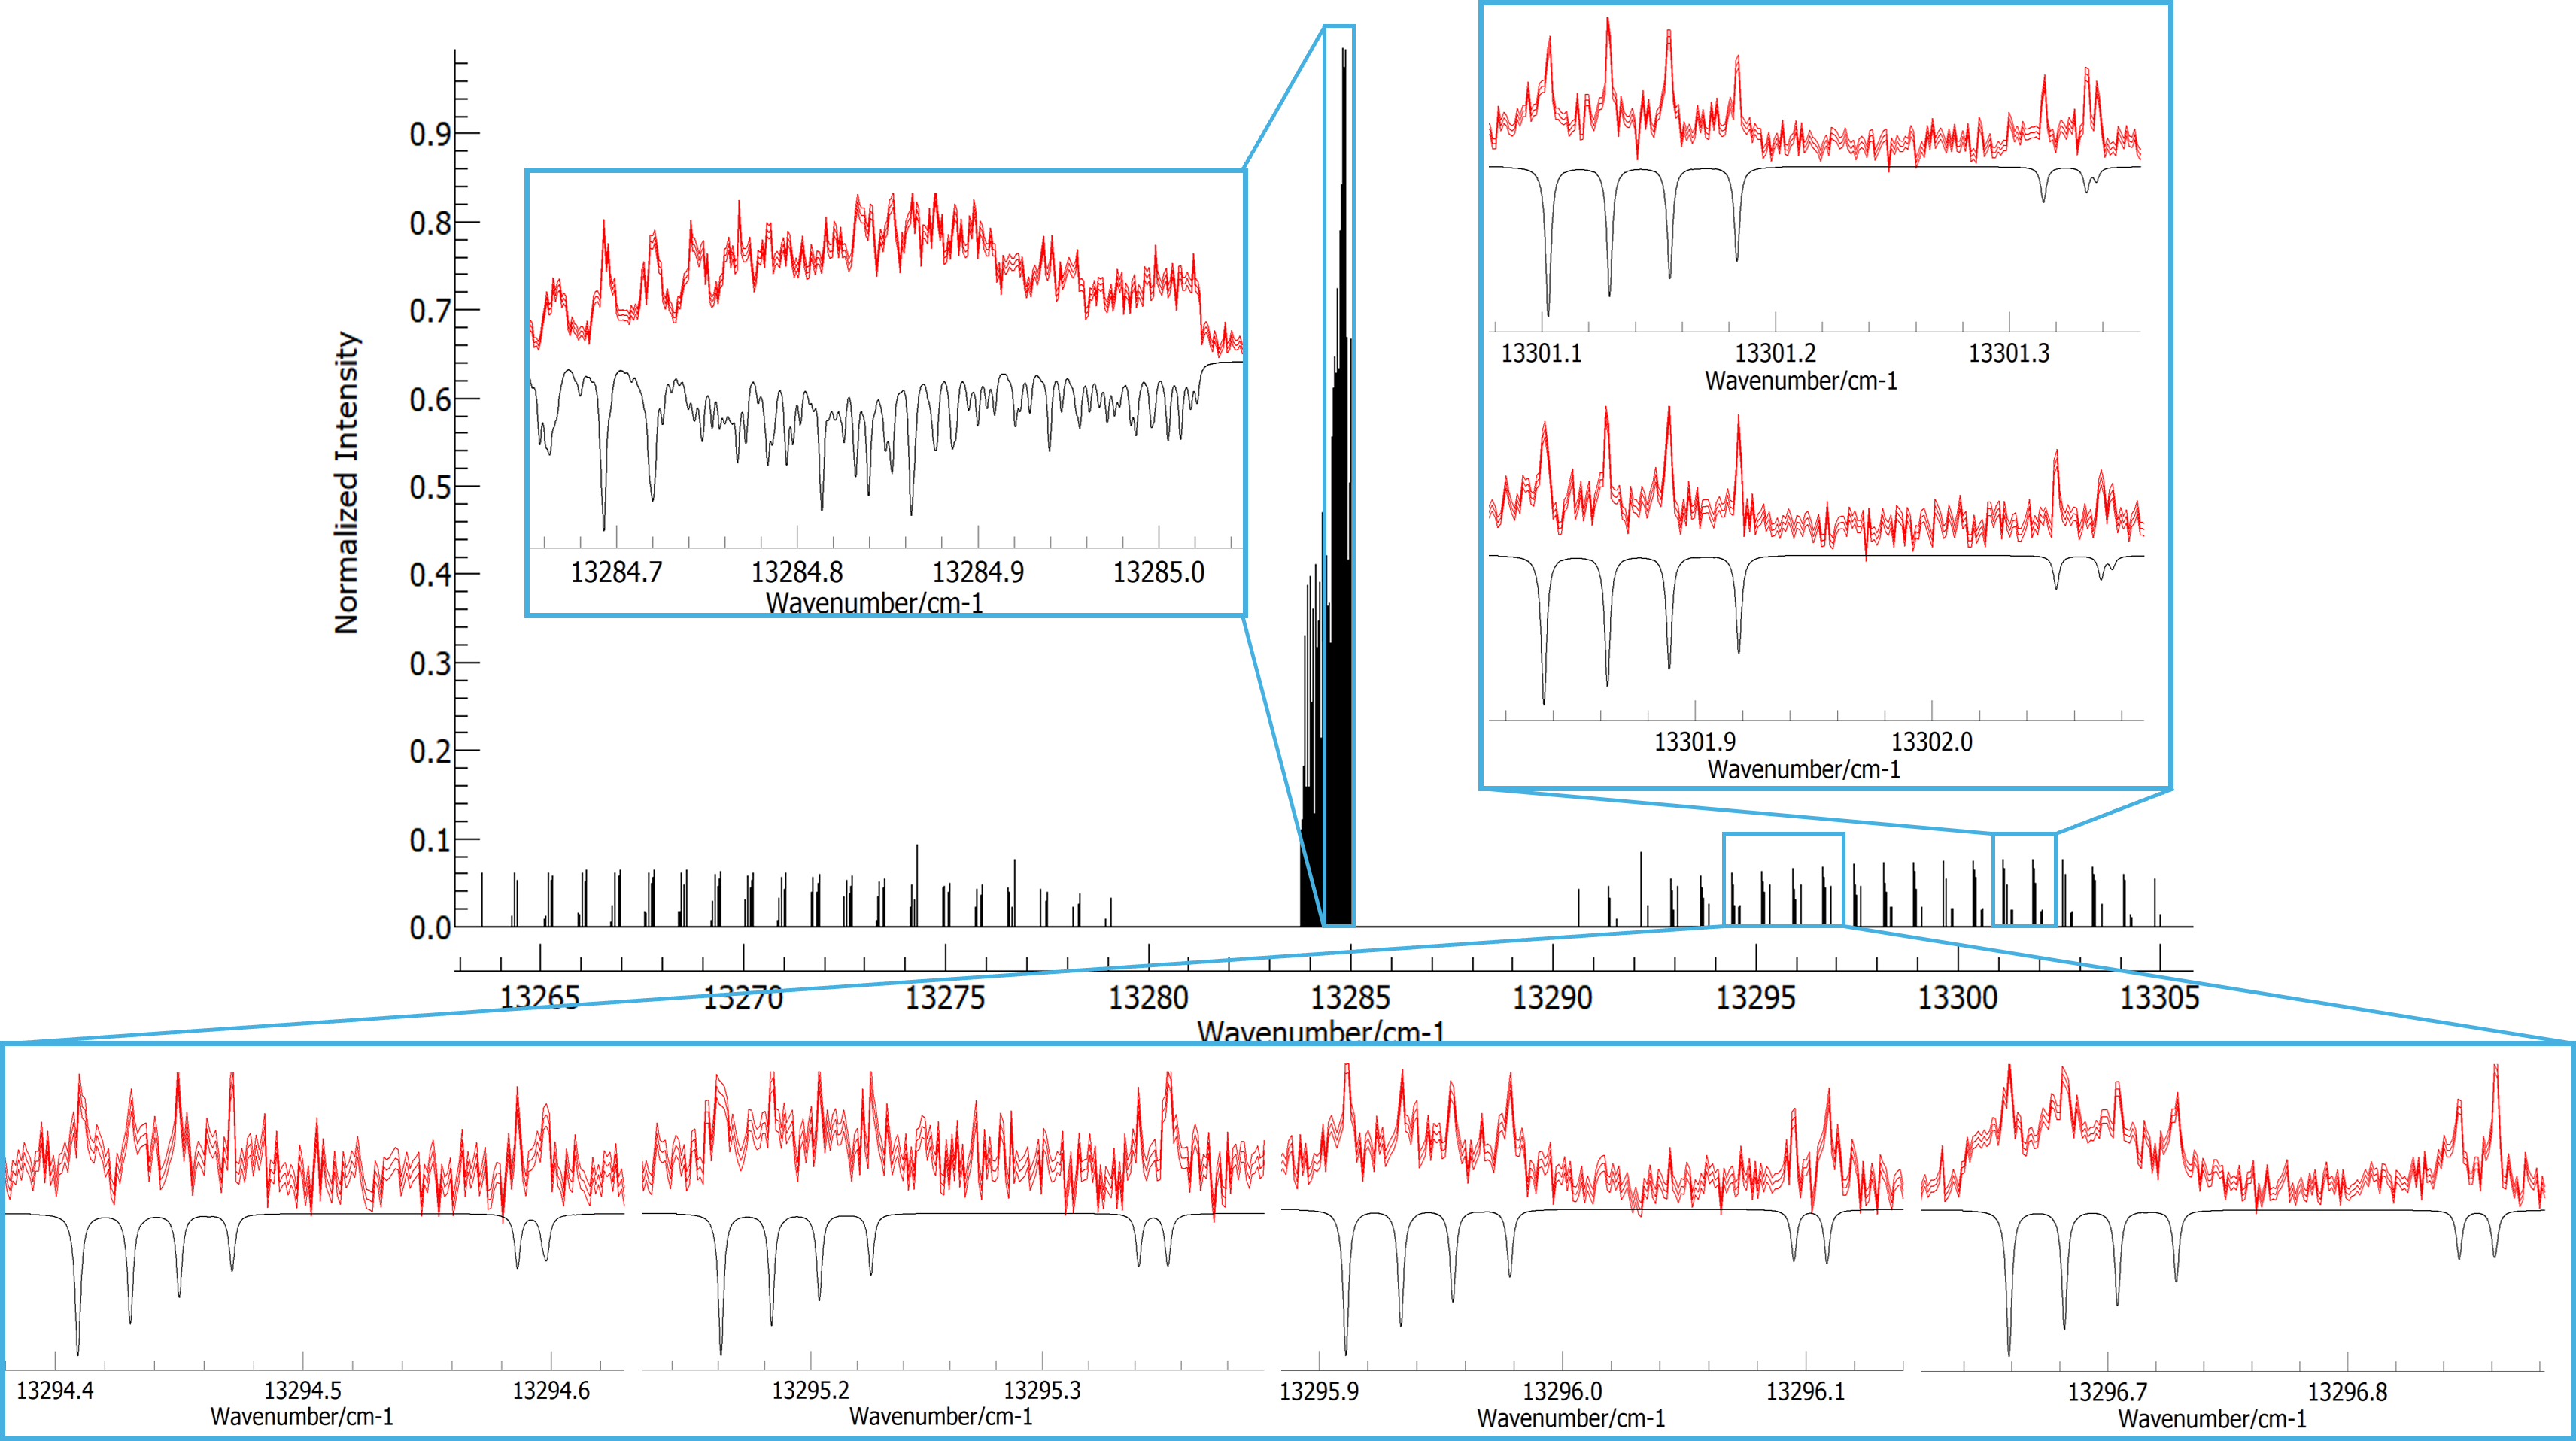 Normalized Intensity
0.9
0.8
0.7
0.6
0.5
0.4
0.3
0.2
0.1
0.0
13265 13270 13275 13280 13285 13290 13295 13300 13305
Wavenumber/cm-1
13284.7 13284.8 13284.9 13285.0
Wavenumber/cm-1
13301.1 13301.2 13301.3
Wavenumber/cm-1
13301.9 13302.0
Wavenumber/cm-1
13294.4 13294.5 13294.6
Wavenumber/cm-1
13295.2 13295.3
Wavenumber/cm-1
13295.9 13296.0 13296.1
Wavenumber/cm-1
13296.7 13296.8
Wavenumber/cm-1